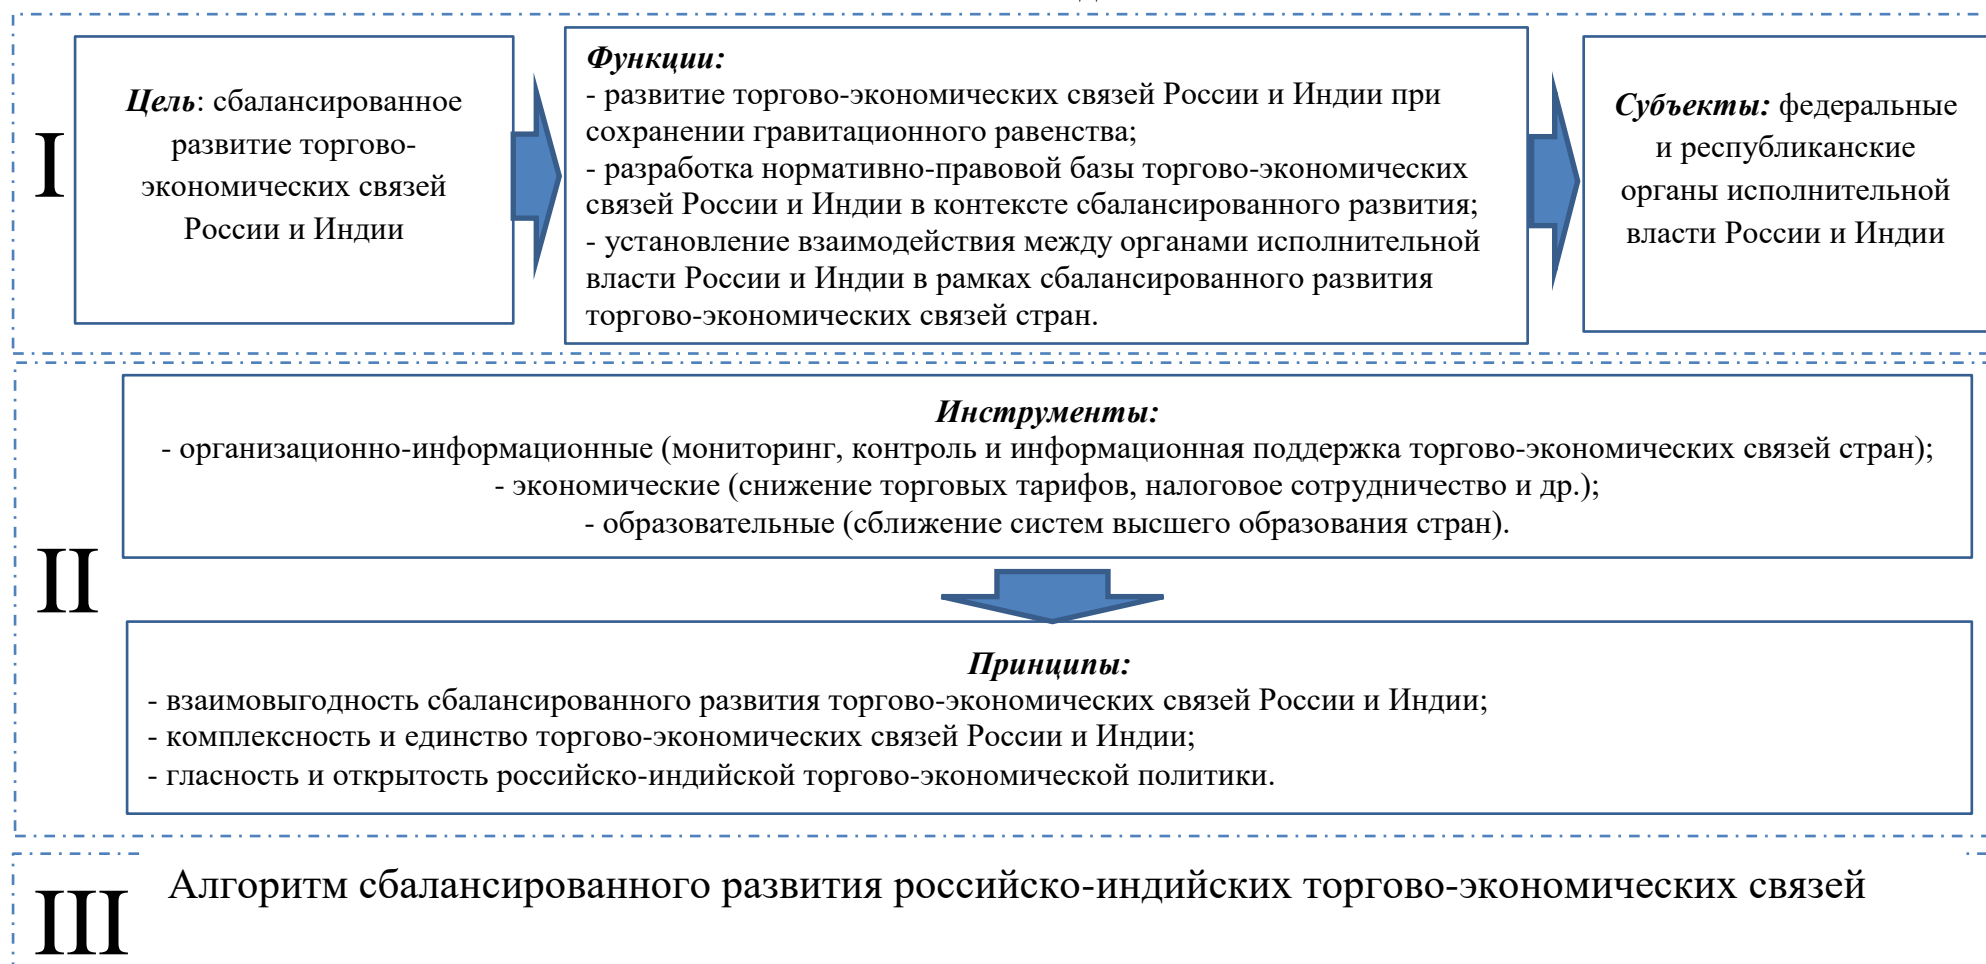 I
Цель: сбалансированное
развитие торгово-
экономических связей
России и Индии
Функции:
- развитие торгово-экономических связей России и Индии при
сохранении гравитационного равенства;
- разработка нормативно-правовой базы торгово-экономических
связей России и Индии в контексте сбалансированного развития;
- установление взаимодействия между органами исполнительной
власти России и Индии в рамках сбалансированного развития
торгово-экономических связей стран.
Субъекты: федеральные
и республиканские
органы исполнительной
власти России и Индии
II
Инструменты:
- организационно-информационные (мониторинг, контроль и информационная поддержка торгово-экономических связей стран);
- экономические (снижение торговых тарифов, налоговое сотрудничество и др.);
- образовательные (сближение систем высшего образования стран).
Принципы:
- взаимовыгодность сбалансированного развития торгово-экономических связей России и Индии;
- комплексность и единство торгово-экономических связей России и Индии;
- гласность и открытость российско-индийской торгово-экономической политики.
III
Алгоритм сбалансированного развития российско-индийских торгово-экономических связей